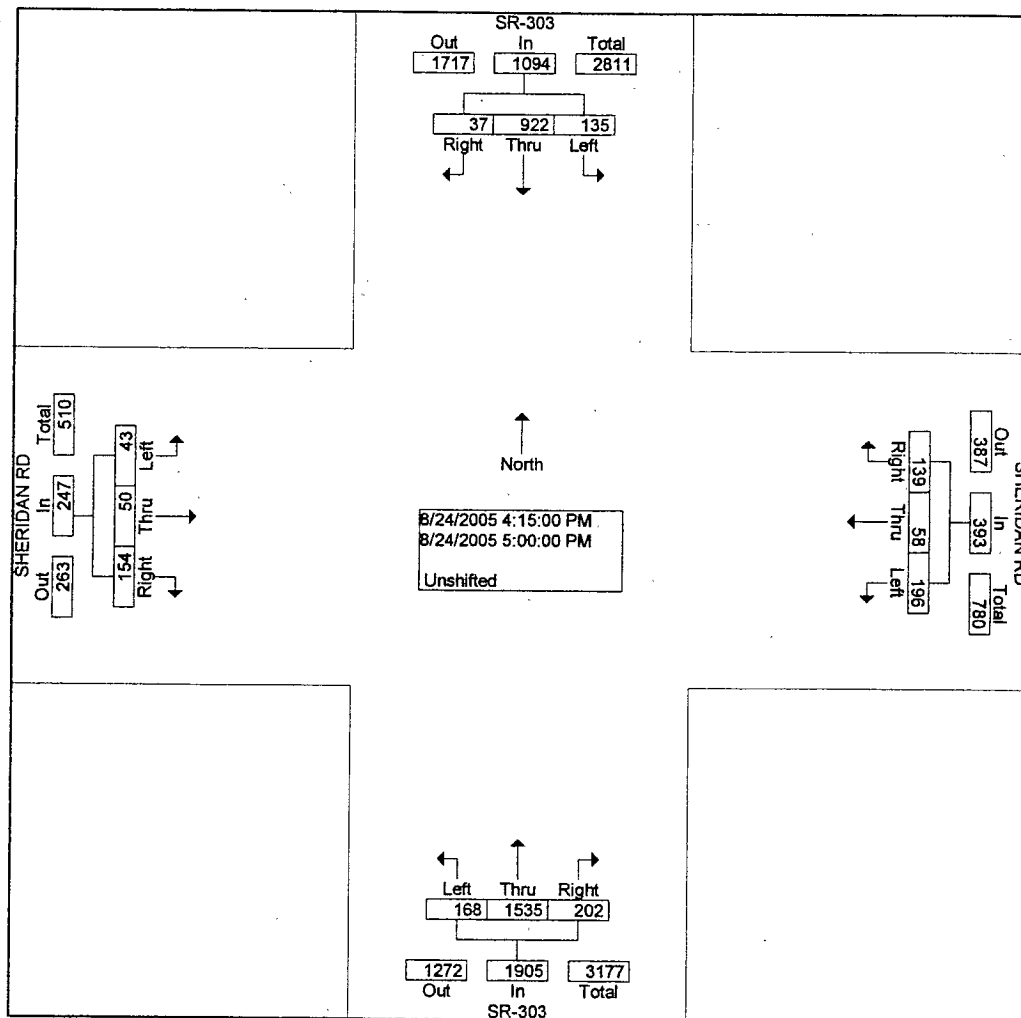 SR-303
Out In Total
1717 1094 2811
37 922 135
Right Thru Left
SHERIDAN RD
Total In Out
510 247 263
43 50 154
Left Thru Right
North
8/24/2005 4:15:00 PM
8/24/2005 5:00:00 PM
Unshifted
Right Thru Left
139 58 196
Out In Total
387 393 780
SHERIDAN RD
Left Thru Right
168 1535 202
1272 1905 3177
Out In Total
SR-303